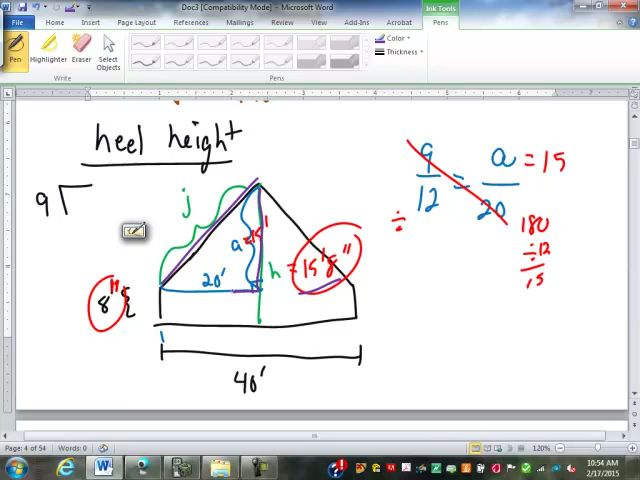 Doc3 [Compatibility Mode] - Microsoft Word
Ink Tools
File Home Insert Page Layout References Mailings Review View Add-Ins Acrobat Pens
Pen Highlighter Eraser Select Objects
Color
Thickness
Write
Pens
heel height
9
j
a = 15'
20'
h = 15' 8"
8"
40'
9/12 = a/20 = 15
÷
180
÷12
15
Page: 4 of 54 Words: 0
120%
10:54 AM
2/17/2015